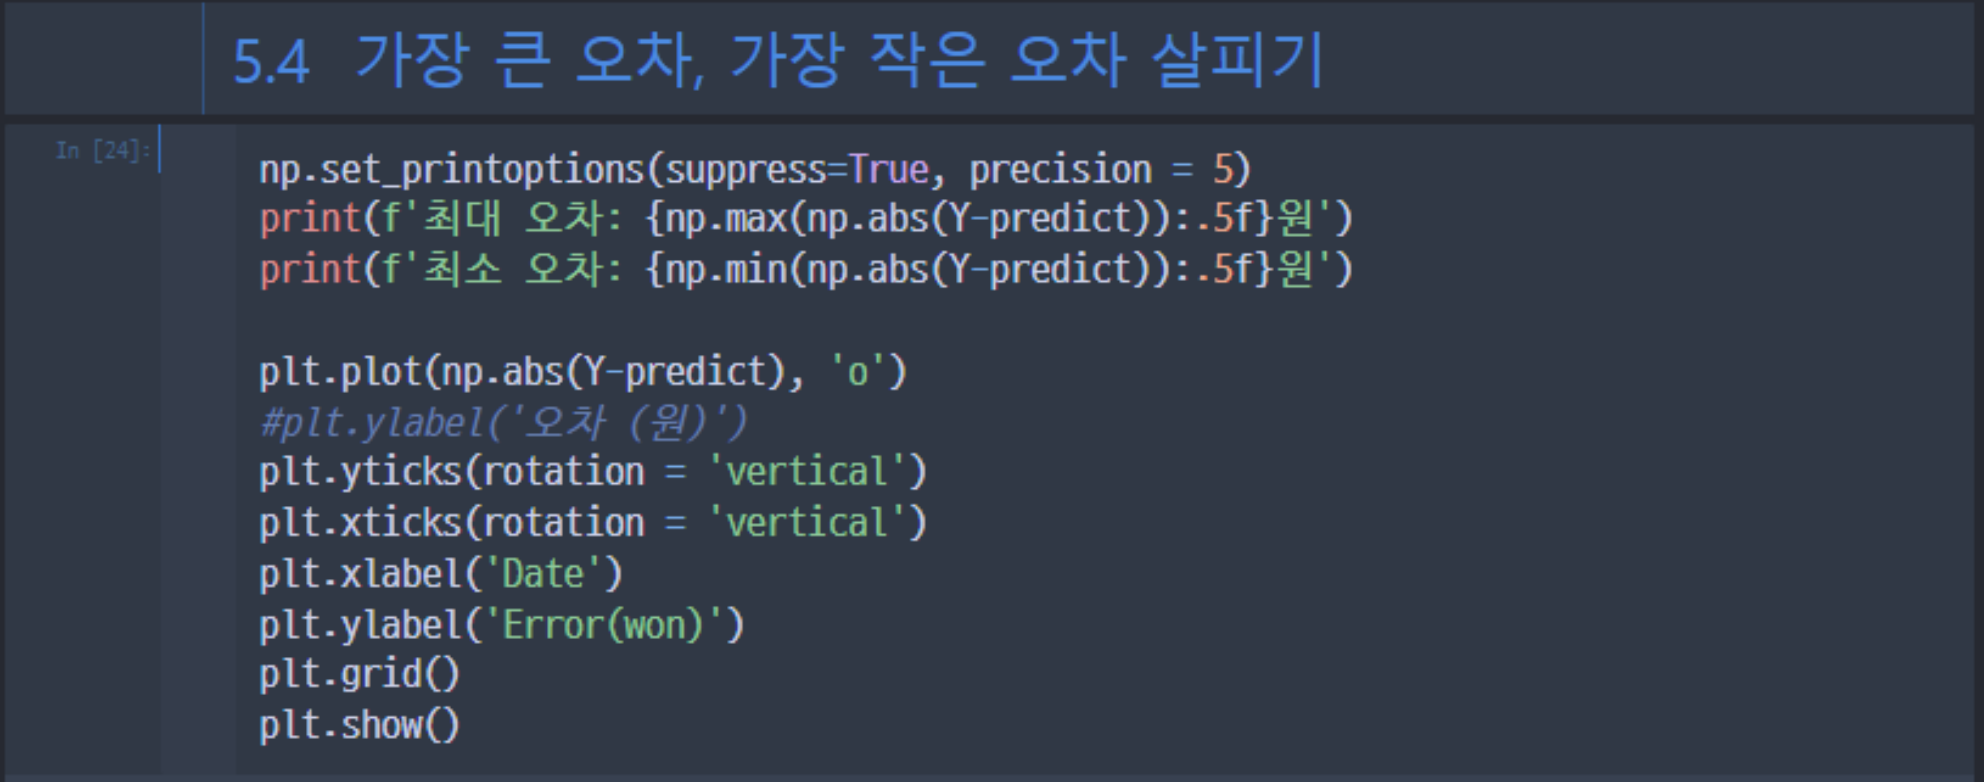 5.4 가장 큰 오차, 가장 작은 오차 살피기
In [24]:
np.set_printoptions(suppress=True, precision = 5)
print(f'최대 오차: {np.max(np.abs(Y-predict)):.5f}원')
print(f'최소 오차: {np.min(np.abs(Y-predict)):.5f}원')
plt.plot(np.abs(Y-predict), 'o')
#plt.ylabel('오차 (원)')
plt.yticks(rotation = 'vertical')
plt.xticks(rotation = 'vertical')
plt.xlabel('Date')
plt.ylabel('Error(won)')
plt.grid()
plt.show()